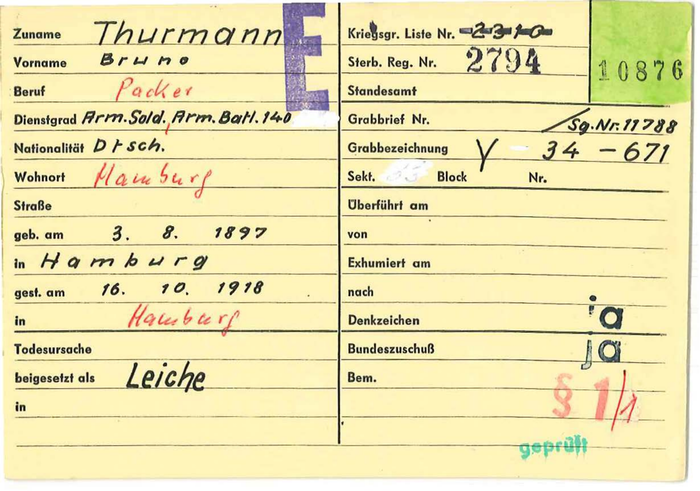 Zuname Thurmann
Vorname Bruno
Beruf Packer
Dienstgrad Arm.Sold, Arm. Batl. 140
Nationalität Dtsch.
Wohnort Hamburg
Straße
geb. am 3. 8. 1897
in Hamburg
gest. am 16. 10. 1918
in Hamburg
Todesursache
beigesetzt als Leiche
in
E
Kriegsgr. Liste Nr. 2310
Sterb. Reg. Nr. 2794
10876
Standesamt
Grabbrief Nr. /Sg.Nr.11788
Grabbezeichnung Y 34 - 671
Sekt. Block Nr.
Überführt am
von
Exhumiert am
nach
Denkzeichen ja
Bundeszuschuß ja
Bem.
§ 1/1
geprüft